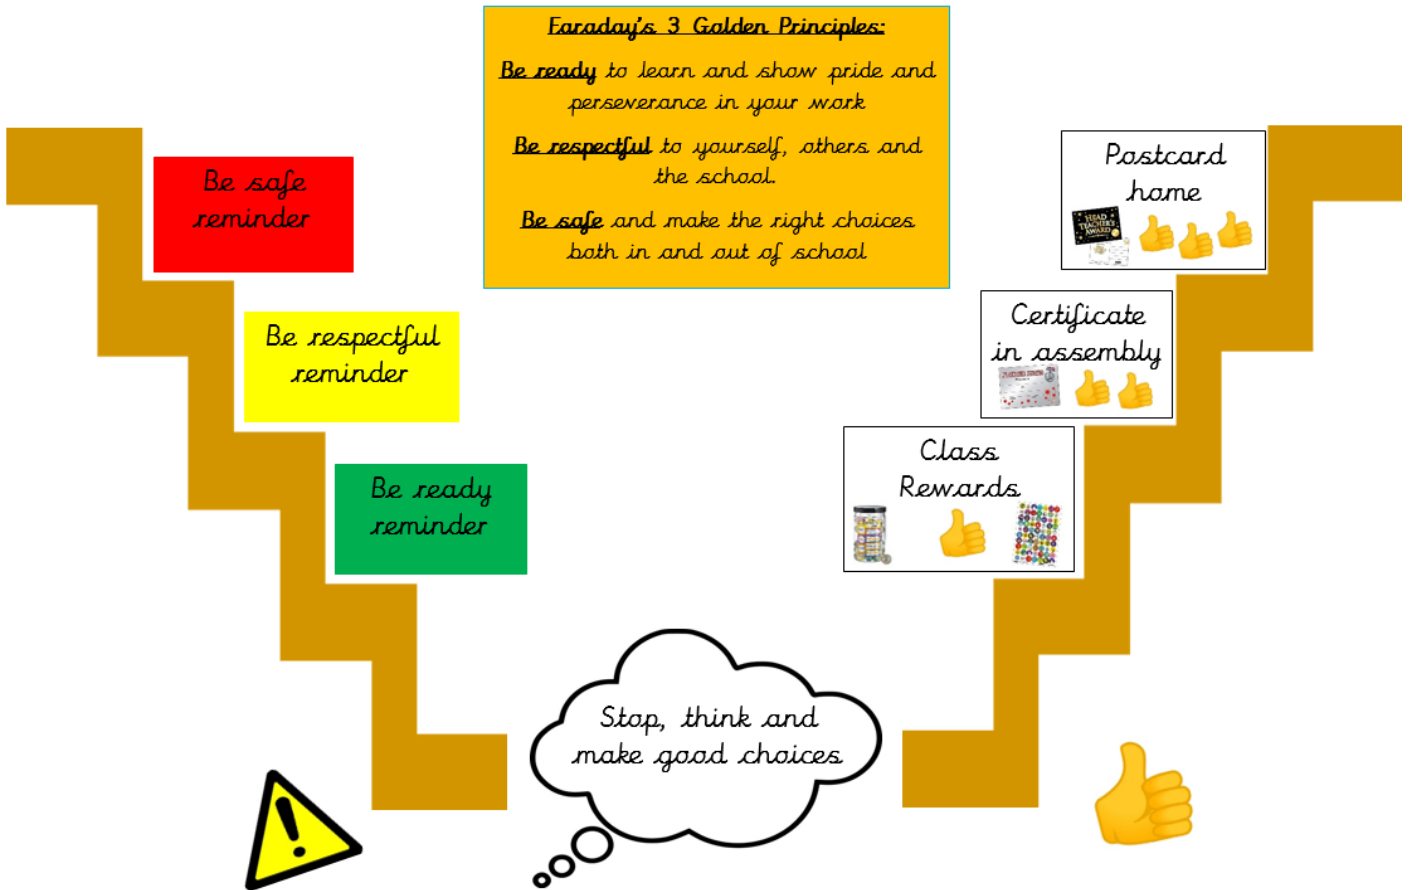 Faraday's 3 Golden Principles:
Be ready to learn and show pride and
perseverance in your work
Be respectful to yourself, others and
the school.
Be safe and make the right choices
both in and out of school
Be safe
reminder
Be respectful
reminder
Be ready
reminder
Postcard
home
HEAD
TEACHER'S
AWARD
Certificate
in assembly
Class
Rewards
Stop, think and
make good choices